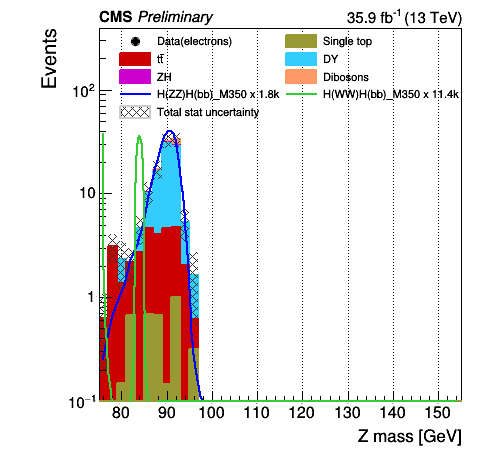 CMS Preliminary 35.9 fb⁻¹ (13 TeV)
Events
Data(electrons) Single top
tt̄ DY
ZH Dibosons
H(ZZ)H(bb)_M350 x 1.8k H(WW)H(bb)_M350 x 11.4k
Total stat uncertainty
10²
10
1
10⁻¹
80 90 100 110 120 130 140 150
Z mass [GeV]